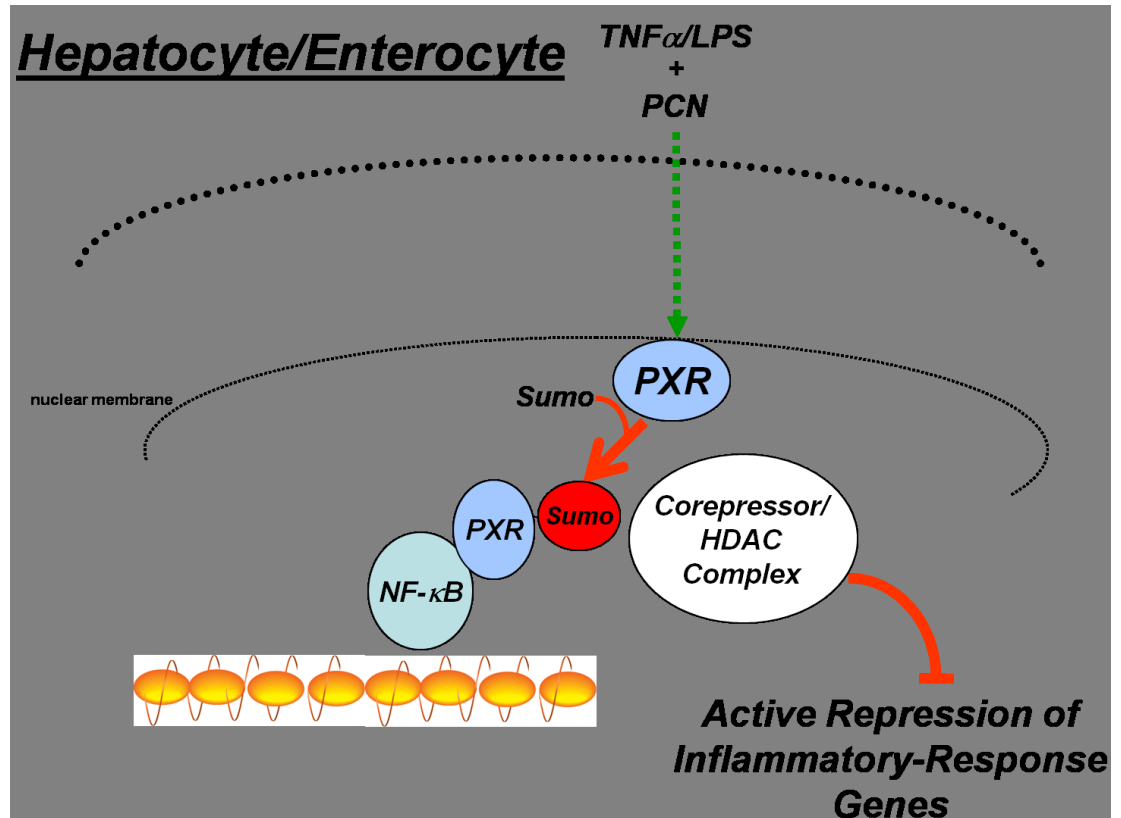 Hepatocyte/Enterocyte
TNFα/LPS
+
PCN
nuclear membrane
PXR
Sumo
PXR
Sumo
NF-κB
Corepressor/
HDAC
Complex
Active Repression of
Inflammatory-Response
Genes